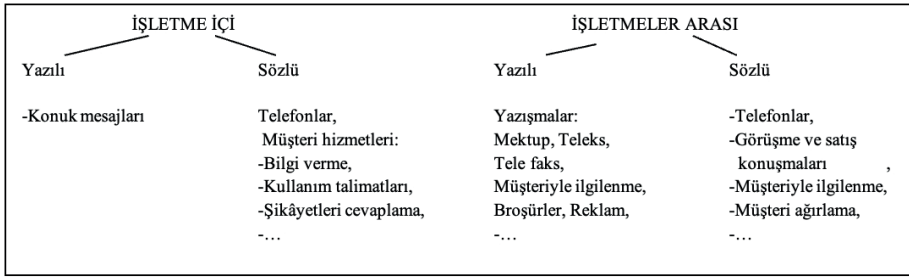 İŞLETME İÇİ
Yazılı
-Konuk mesajları
Sözlü
Telefonlar,
Müşteri hizmetleri:
-Bilgi verme,
-Kullanım talimatları,
-Şikâyetleri cevaplama,
-...
İŞLETMELER ARASI
Yazılı
Yazışmalar:
Mektup, Teleks,
Tele faks,
Müşteriyle ilgilenme,
Broşürler, Reklam,
-...
Sözlü
-Telefonlar,
-Görüşme ve satış
konuşmaları ,
-Müşteriyle ilgilenme,
-Müşteri ağırlama,
-...